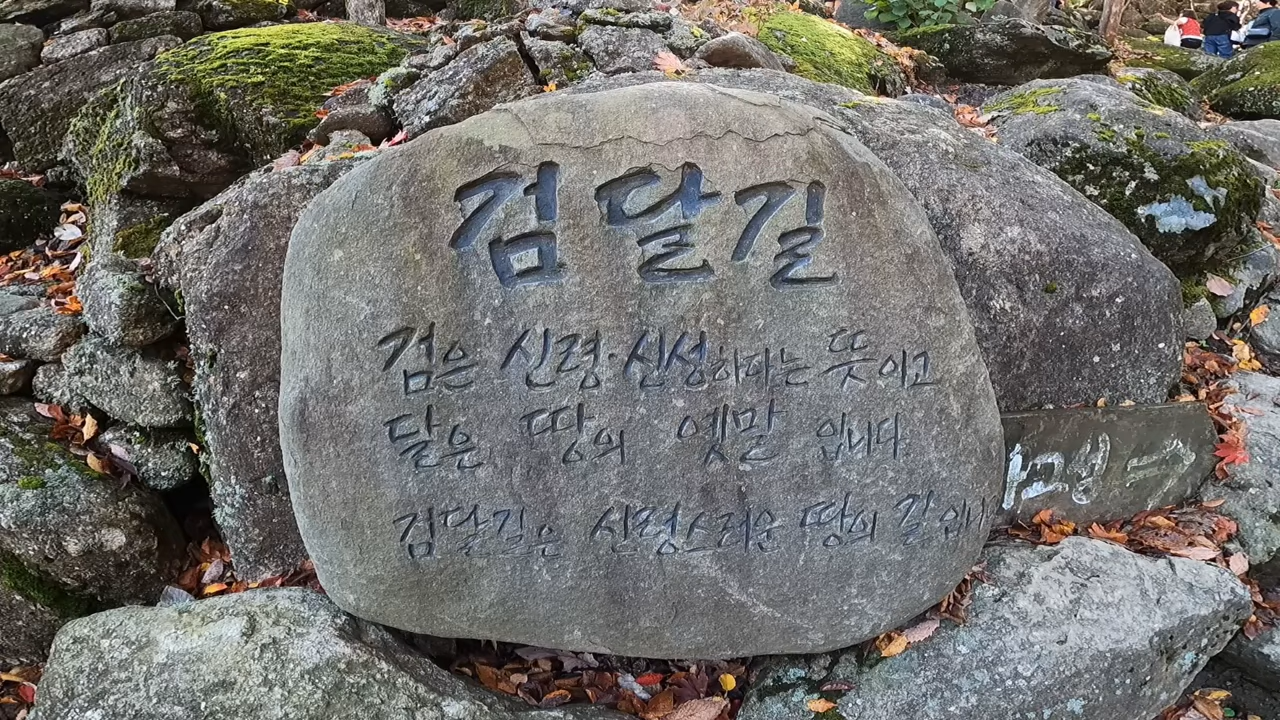 검달길
검은 신령·신성하다는 뜻이고
달은 땅의 옛말 입니다
검달길은 신령스러운 땅의 길 입니다